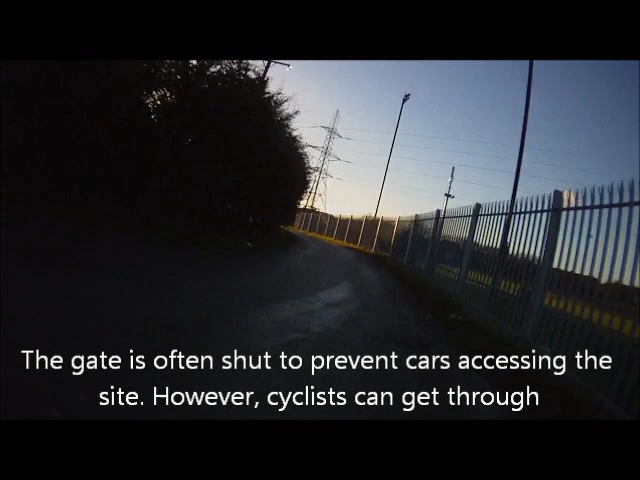 The gate is often shut to prevent cars accessing the
site. However, cyclists can get through